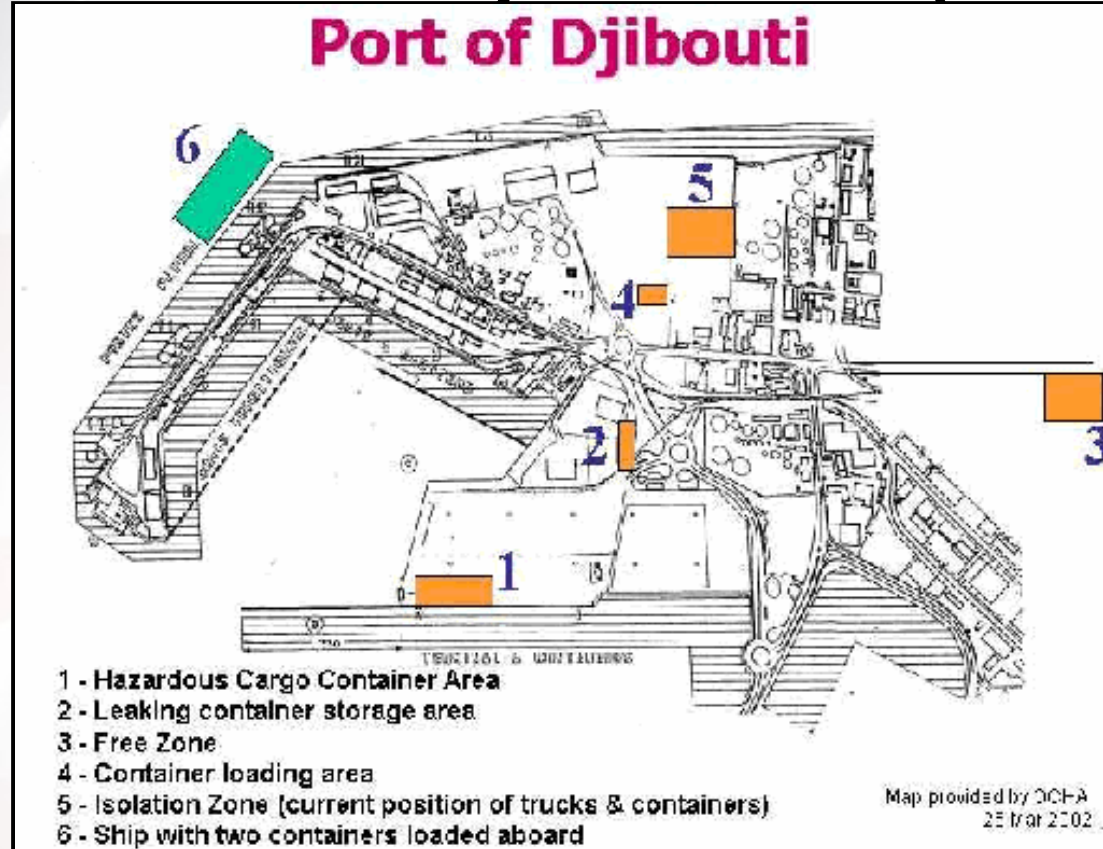 Port of Djibouti
6
5
4
3
2
1
1 - Hazardous Cargo Container Area
2 - Leaking container storage area
3 - Free Zone
4 - Container loading area
5 - Isolation Zone (current position of trucks & containers)
6 - Ship with two containers loaded aboard
Map provided by OCHA
Mar 2002